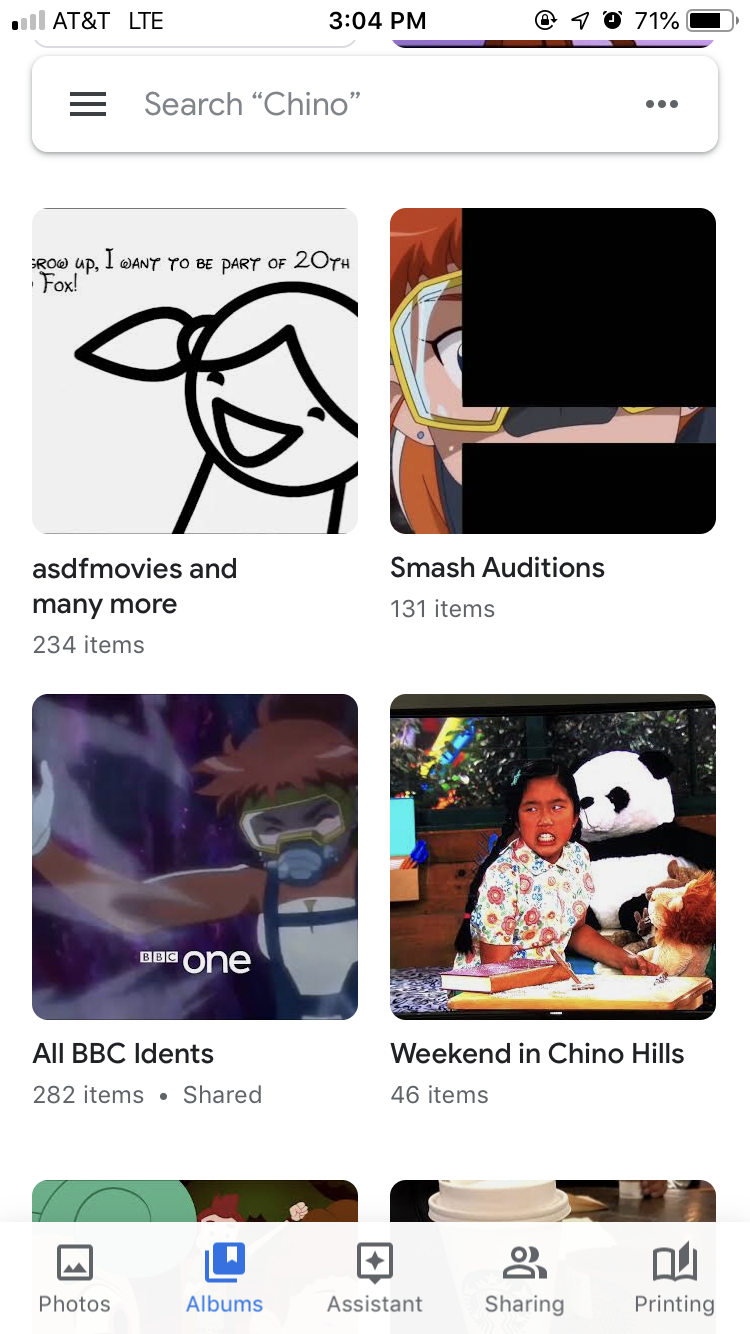 AT&T LTE 3:04 PM 71%
Search “Chino”
GROW UP, I WANT TO BE PART OF 20TH
Fox!
asdfmovies and
many more
234 items
Smash Auditions
131 items
BBC one
All BBC Idents
282 items • Shared
Weekend in Chino Hills
46 items
Photos Albums Assistant Sharing Printing